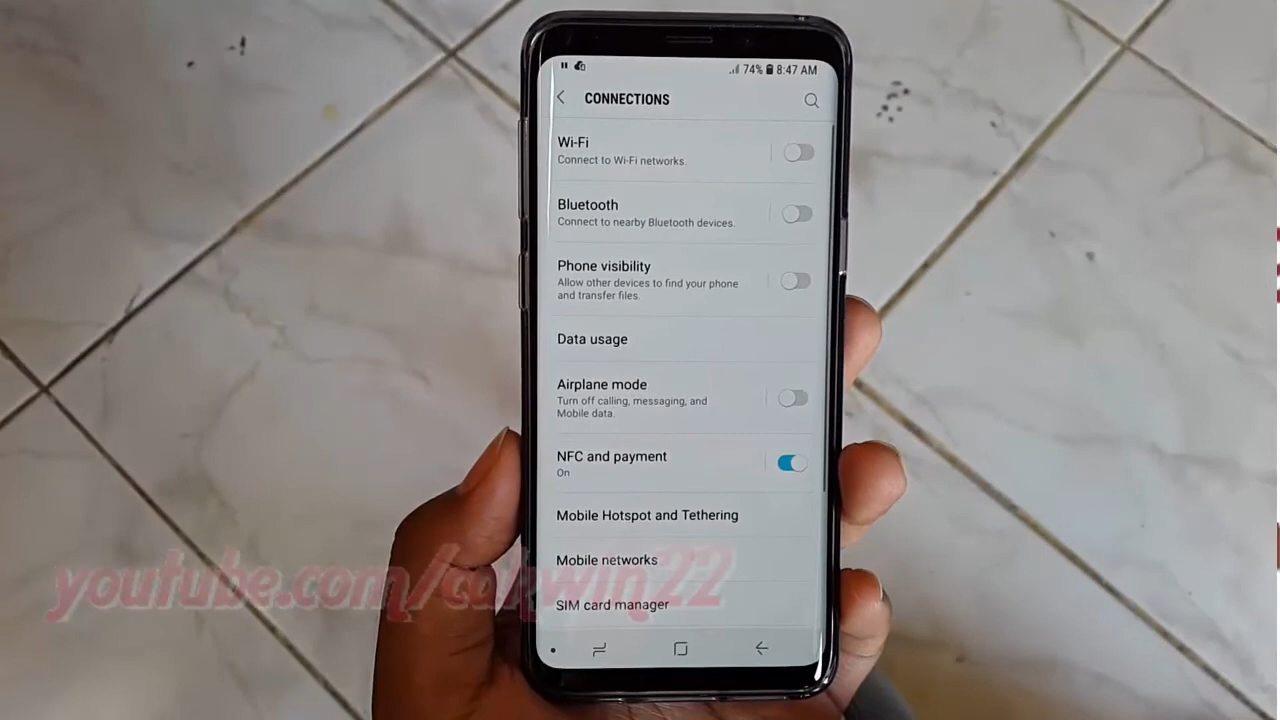 74% 8:47 AM
CONNECTIONS
Wi-Fi
Connect to Wi-Fi networks.
Bluetooth
Connect to nearby Bluetooth devices.
Phone visibility
Allow other devices to find your phone
and transfer files.
Data usage
Airplane mode
Turn off calling, messaging, and
Mobile data.
NFC and payment
On
Mobile Hotspot and Tethering
Mobile networks
SIM card manager